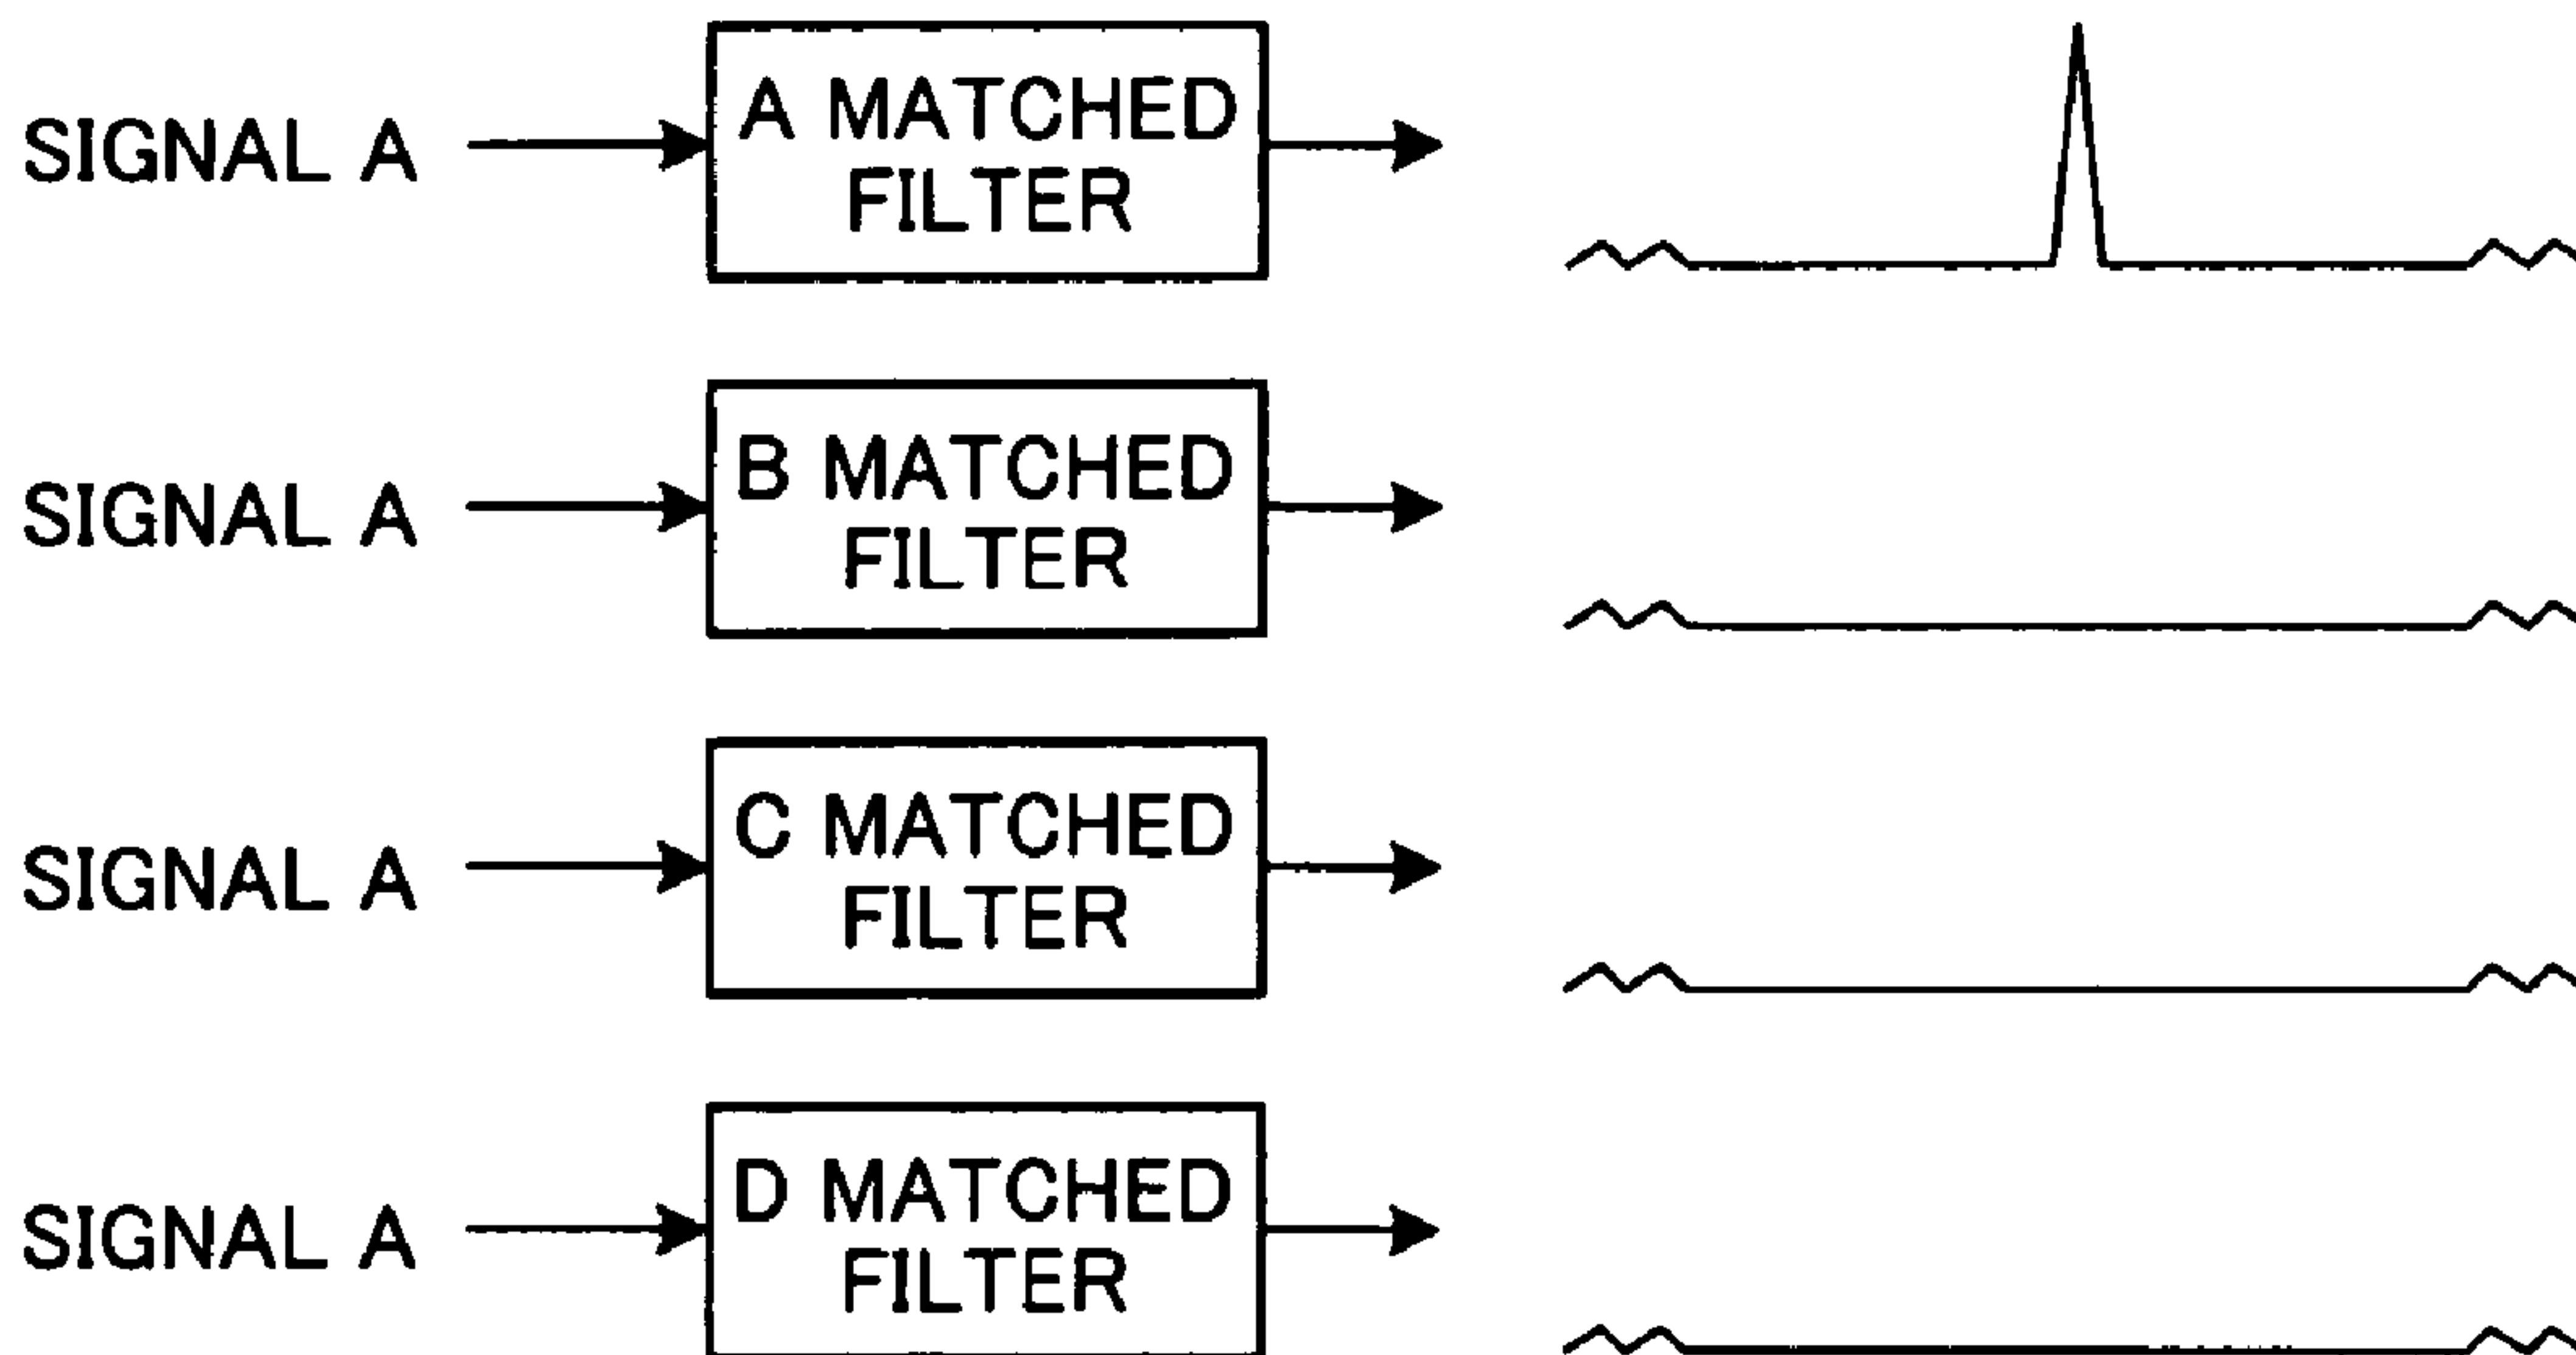 SIGNAL A
A MATCHED
FILTER
SIGNAL A
B MATCHED
FILTER
SIGNAL A
C MATCHED
FILTER
SIGNAL A
D MATCHED
FILTER